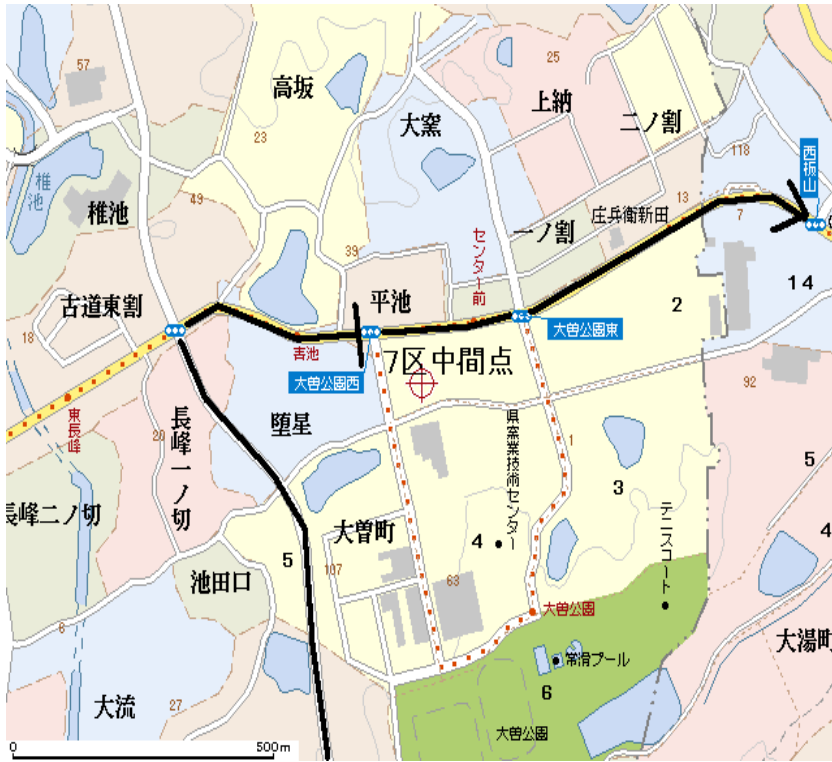 57
高坂
25
上納
大窯
二ノ割
23
118
西板山
椎池
椎池
49
13
7
庄兵衛新田
一ノ割
39
センター前
平池
古道東割
2
14
18
大曽公園東
害池
7区中間点
大曽公園西
92
東長峰
長峰一ノ切
20
堕星
県窯業技術センター
1
5
3
長峰二ノ切
大曽町
4
テニスコート
4
5
池田口
107
63
大曽公園
6
大湯町
常滑プール
6
大流
27
大曽公園
0
500m